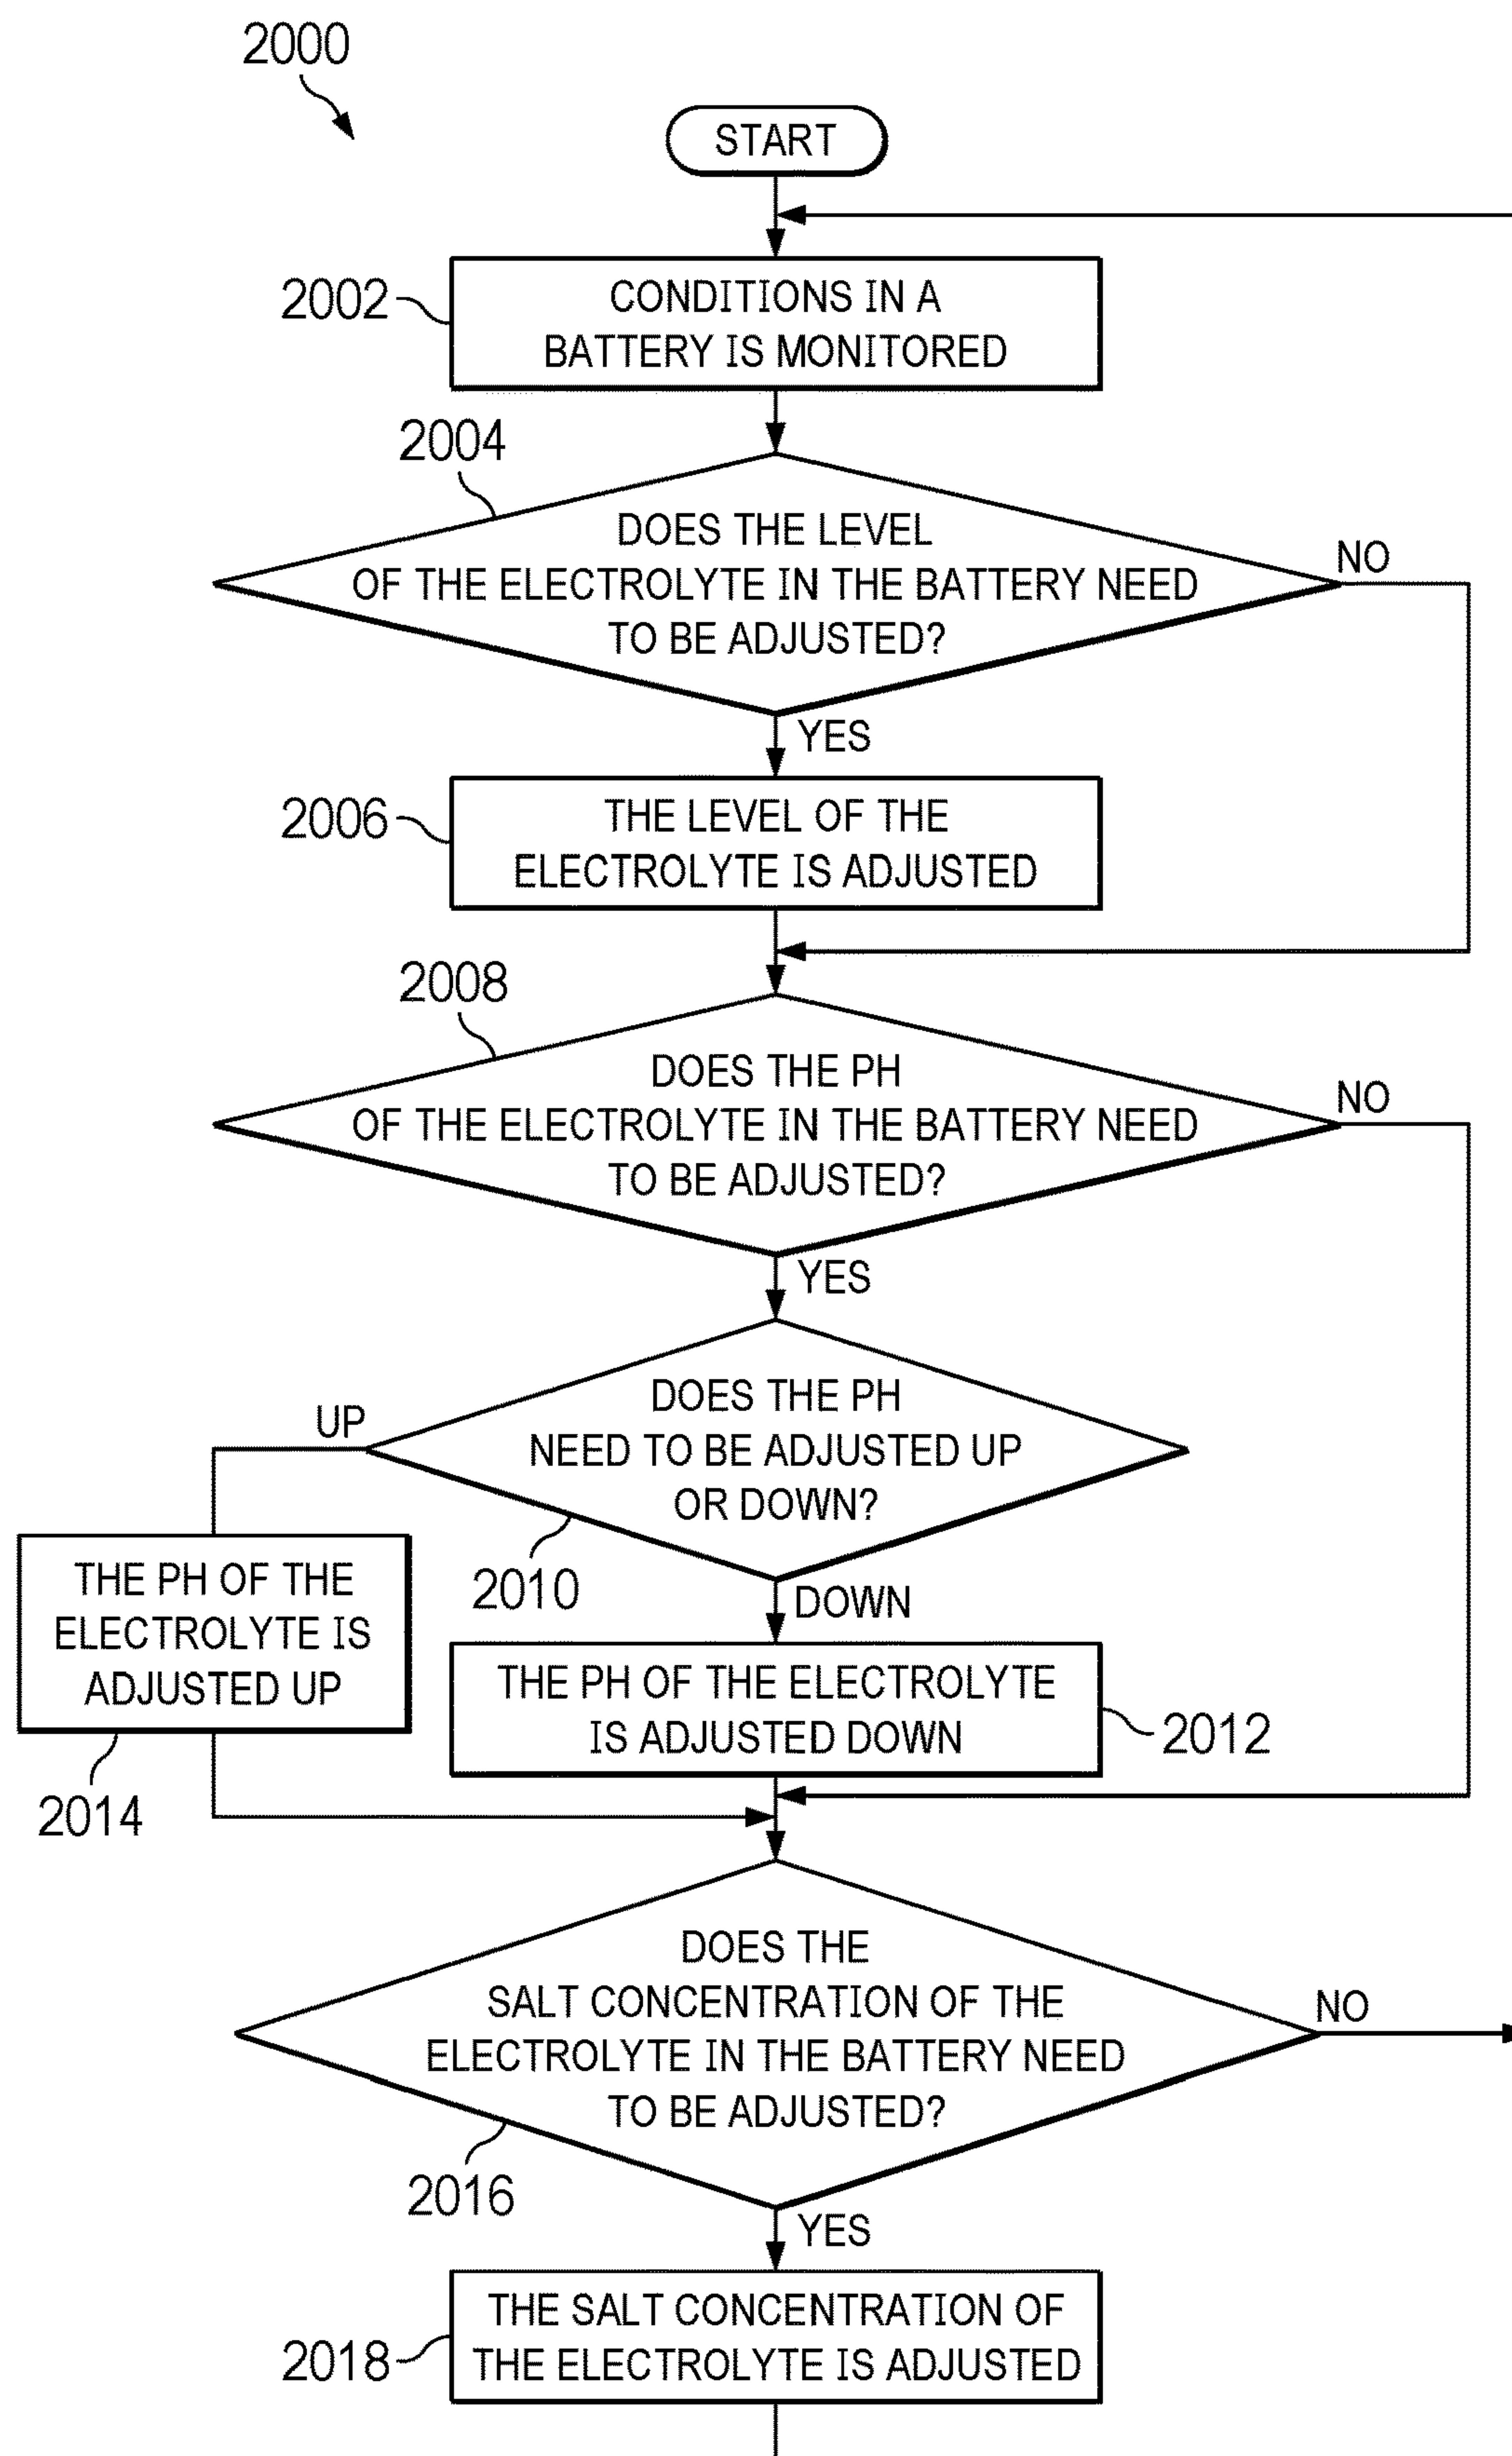 2000
START
2002
CONDITIONS IN A
BATTERY IS MONITORED
2004
DOES THE LEVEL
OF THE ELECTROLYTE IN THE BATTERY NEED
TO BE ADJUSTED?
NO
YES
2006
THE LEVEL OF THE
ELECTROLYTE IS ADJUSTED
2008
DOES THE PH
OF THE ELECTROLYTE IN THE BATTERY NEED
TO BE ADJUSTED?
NO
YES
DOES THE PH
NEED TO BE ADJUSTED UP
OR DOWN?
UP
2010
DOWN
THE PH OF THE
ELECTROLYTE IS
ADJUSTED UP
2014
THE PH OF THE ELECTROLYTE
IS ADJUSTED DOWN
2012
DOES THE
SALT CONCENTRATION OF THE
ELECTROLYTE IN THE BATTERY NEED
TO BE ADJUSTED?
NO
2016
YES
2018
THE SALT CONCENTRATION OF
THE ELECTROLYTE IS ADJUSTED